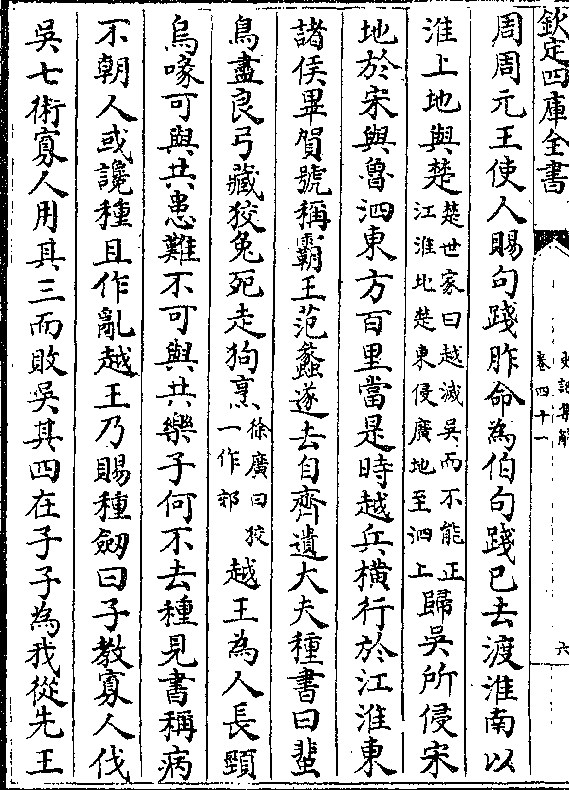 欽定四庫全書
史記集解
卷四十一
六
周周元王使人賜句踐胙命為伯句踐已去渡淮南以
淮上地與楚楚世家曰越滅吳而不能正江淮北楚東侵廣地至泗上歸吳所侵宋
地於宋與魯泗東方百里當是時越兵橫行於江淮東
諸侯畢賀號稱霸王范蠡遂去自齊遺大夫種書曰蜚
鳥盡良弓藏狡兔死走狗烹徐廣曰狡一作郊越王為人長頸
烏喙可與共患難不可與共樂子何不去種見書稱病
不朝人或讒種且作亂越王乃賜種劒曰子教寡人伐
吳七術寡人用其三而敗吳其四在子子為我從先王